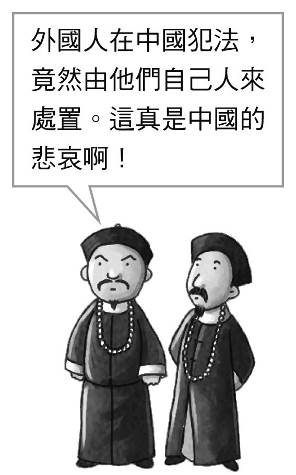 外國人在中國犯法，
竟然由他們自己人來
處置。這真是中國的
悲哀啊！